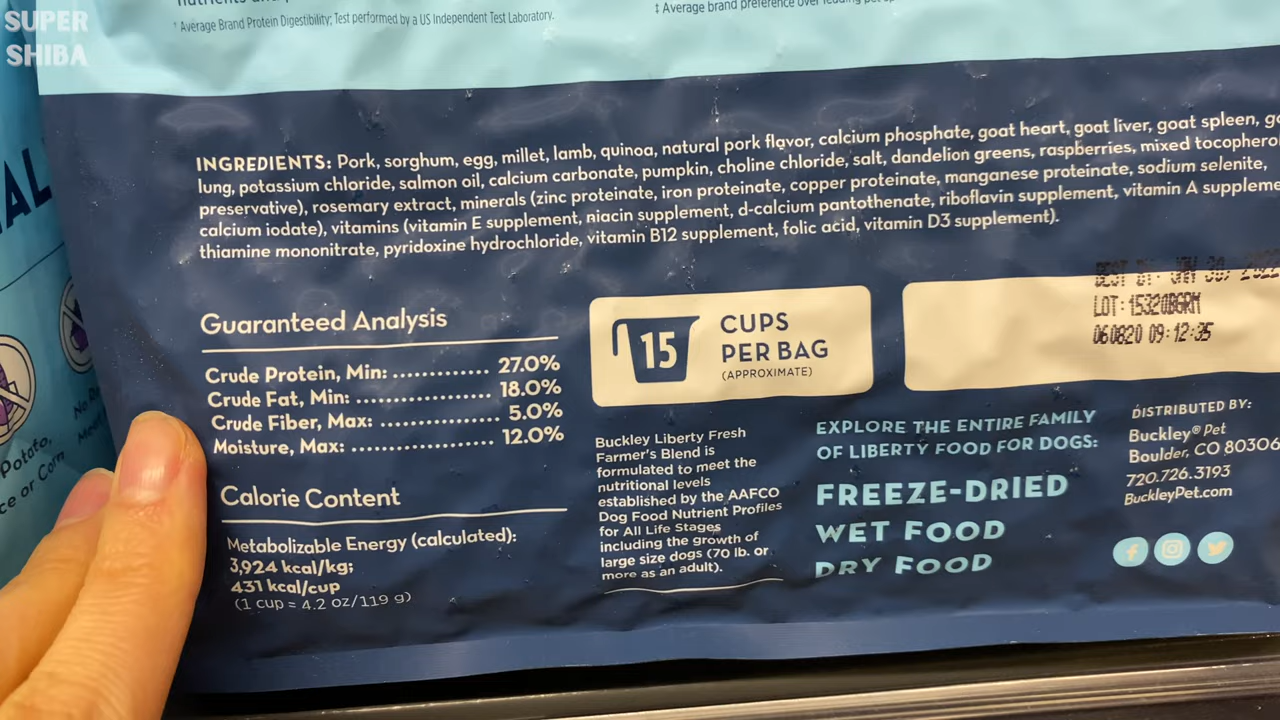 SUPER
SHIBA
† Average Brand Protein Digestibility; Test performed by a US Independent Test Laboratory.
‡ Average brand preference over leading pet
INGREDIENTS: Pork, sorghum, egg, millet, lamb, quinoa, natural pork flavor, calcium phosphate, goat heart, goat liver, goat spleen,
lung, potassium chloride, salmon oil, calcium carbonate, pumpkin, choline chloride, salt, dandelion greens, raspberries, mixed
preservative), rosemary extract, minerals (zinc proteinate, iron proteinate, copper proteinate, manganese proteinate, sodium selenite,
calcium iodate), vitamins (vitamin E supplement, niacin supplement, d-calcium pantothenate, riboflavin supplement, vitamin A
thiamine mononitrate, pyridoxine hydrochloride, vitamin B12 supplement, folic acid, vitamin D3 supplement).
Guaranteed Analysis
Crude Protein, Min: ............ 27.0%
Crude Fat, Min: ................. 18.0%
Crude Fiber, Max: ............... 5.0%
Moisture, Max: .................. 12.0%
Calorie Content
Metabolizable Energy (calculated):
3,924 kcal/kg;
431 kcal/cup
(1 cup = 4.2 oz/119 g)
15
CUPS
PER BAG
(APPROXIMATE)
BEST BY: JAN 30, 2022
LOT: 15320BGRM
060820 09:12:35
Buckley Liberty Fresh
Farmer's Blend is
formulated to meet the
nutritional levels
established by the AAFCO
Dog Food Nutrient Profiles
for All Life Stages
including the growth of
large size dogs (70 lb. or
more as an adult).
EXPLORE THE ENTIRE FAMILY
OF LIBERTY FOOD FOR DOGS:
FREEZE-DRIED
WET FOOD
DRY FOOD
DISTRIBUTED BY:
Buckley® Pet
Boulder, CO 80306
720.726.3193
BuckleyPet.com
Potato,
or Corn